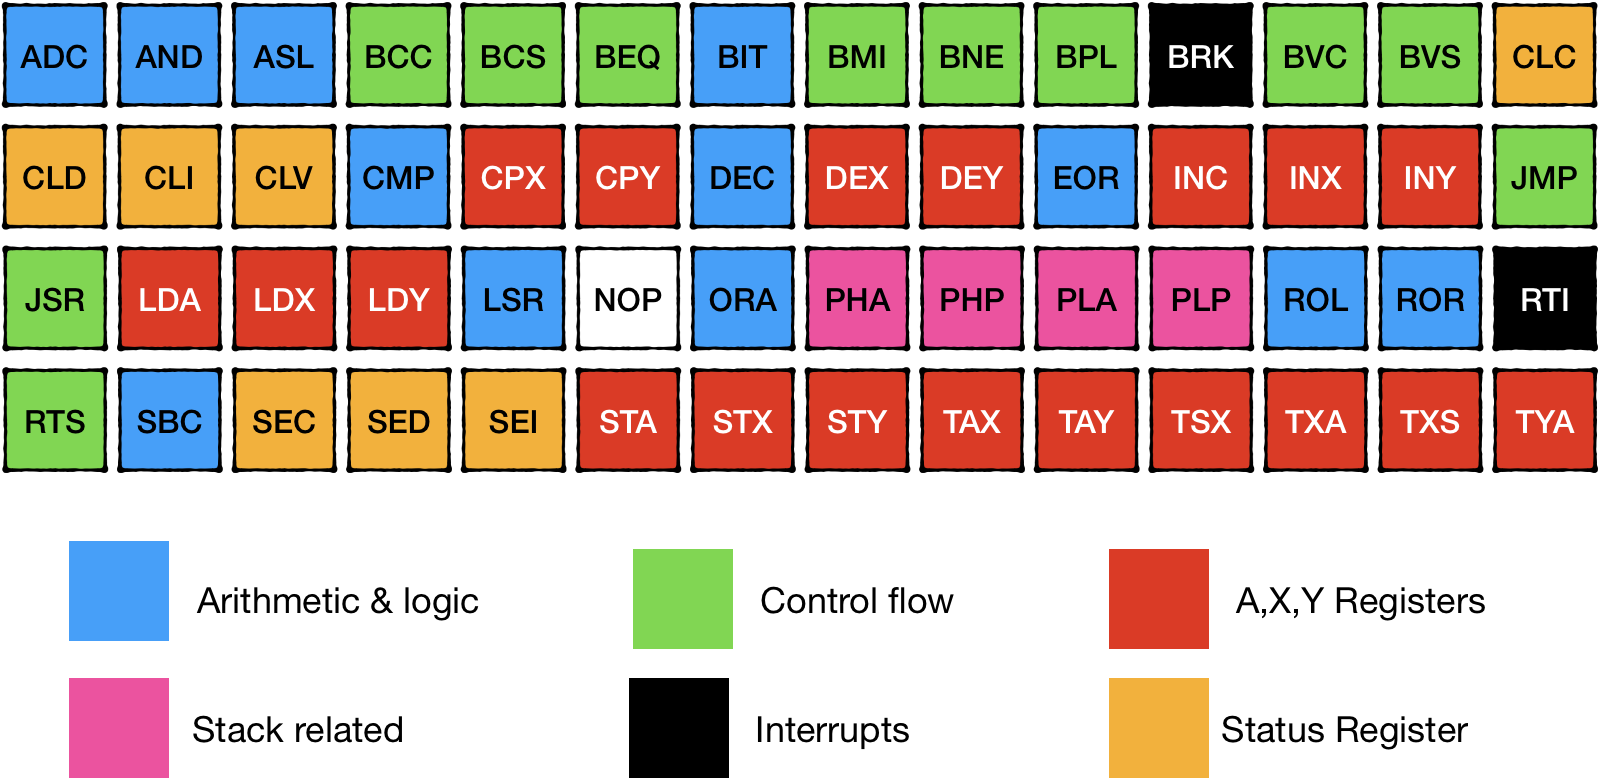 ADC AND ASL BCC BCS BEQ BIT BMI BNE BPL BRK BVC BVS CLC
CLD CLI CLV CMP CPX CPY DEC DEX DEY EOR INC INX INY JMP
JSR LDA LDX LDY LSR NOP ORA PHA PHP PLA PLP ROL ROR RTI
RTS SBC SEC SED SEI STA STX STY TAX TAY TSX TXA TXS TYA
Arithmetic & logic Control flow A,X,Y Registers
Stack related Interrupts Status Register